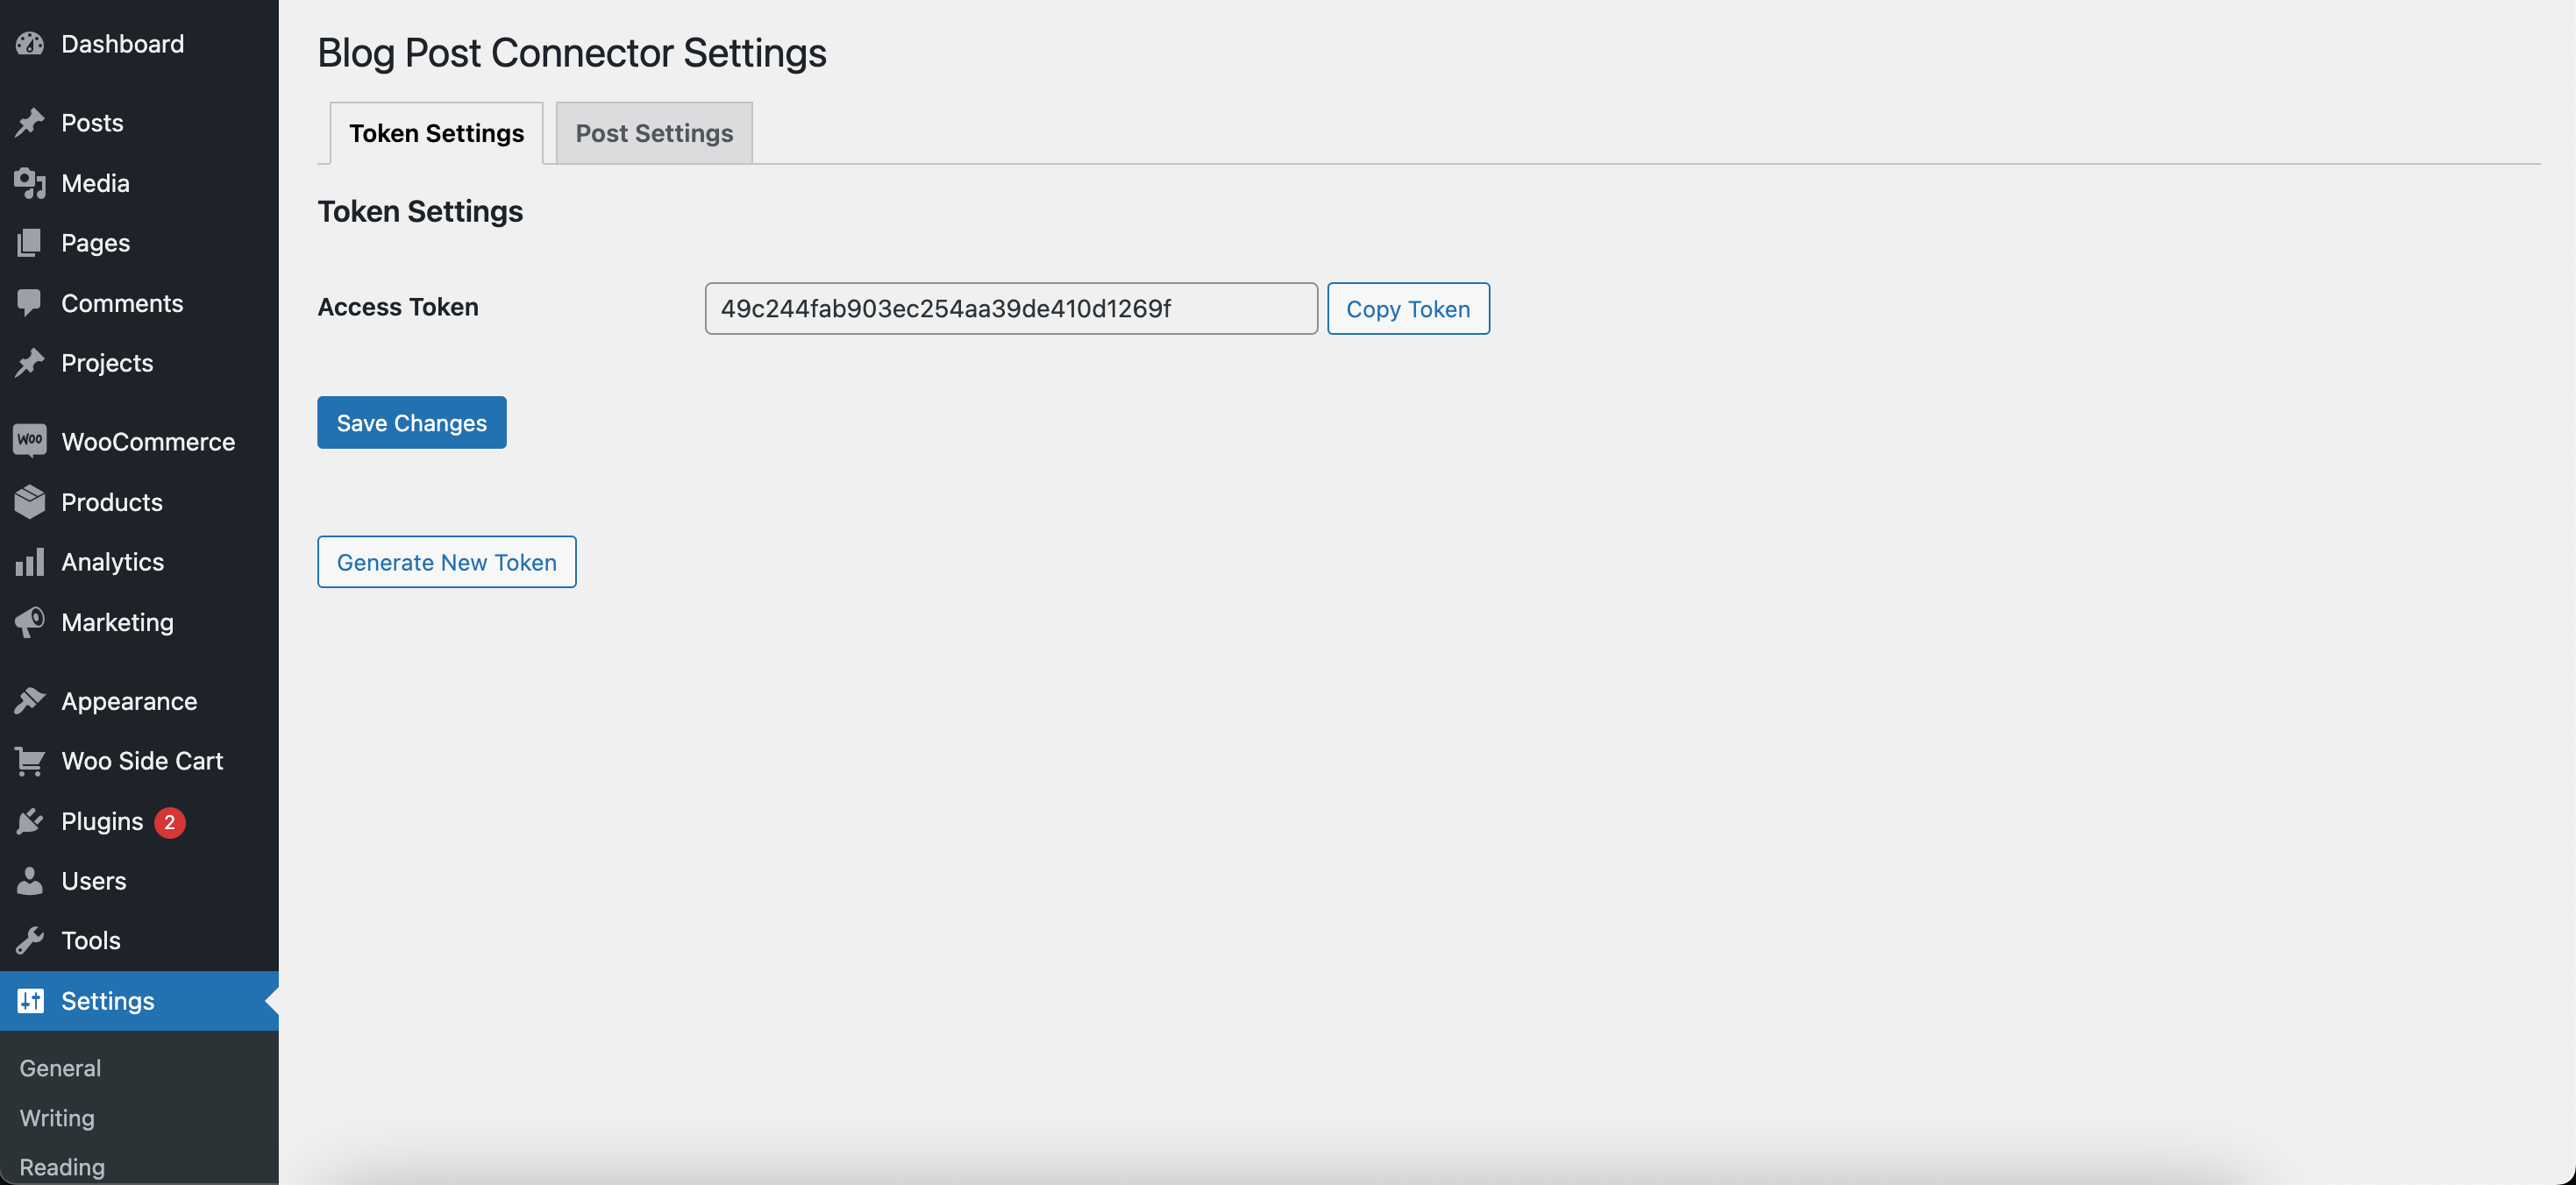 Dashboard
Posts
Media
Pages
Comments
Projects
Woo WooCommerce
Products
Analytics
Marketing
Appearance
Woo Side Cart
Plugins 2
Users
Tools
Settings
General
Writing
Reading
Blog Post Connector Settings
Token Settings Post Settings
Token Settings
Access Token 49c244fab903ec254aa39de410d1269f Copy Token
Save Changes
Generate New Token